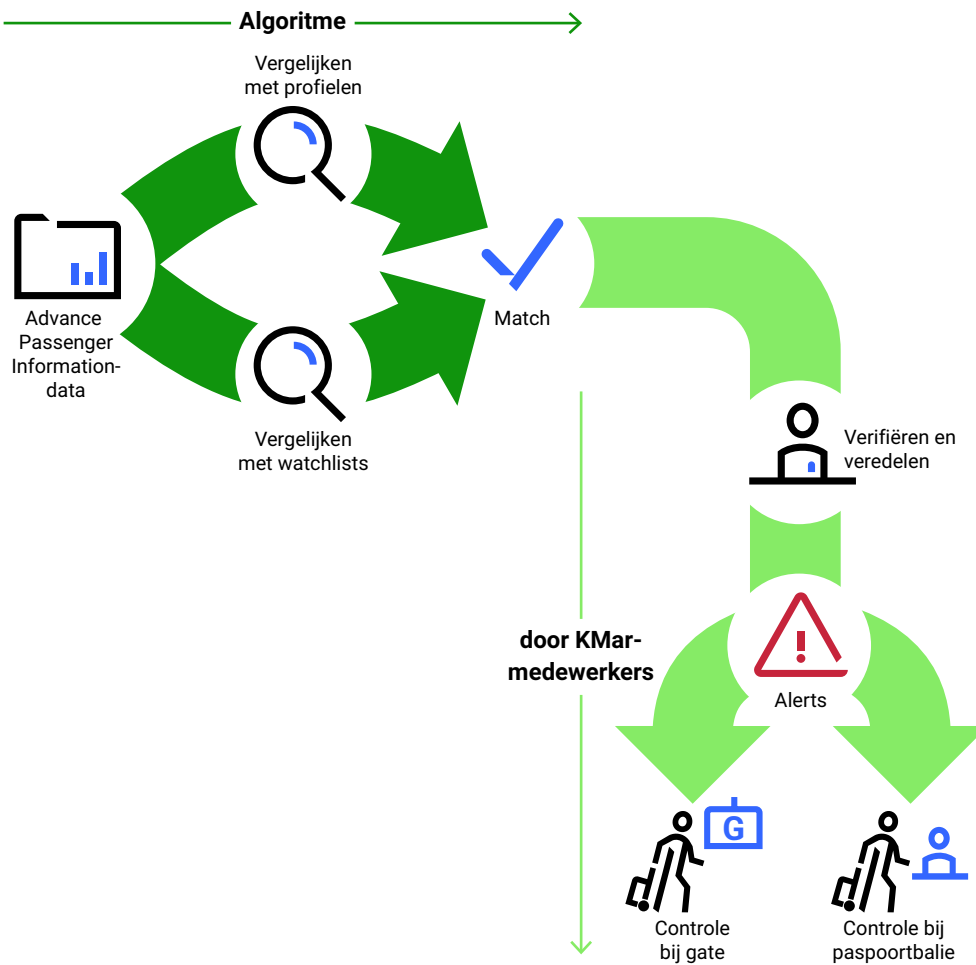 Algoritme
Vergelijken
met profielen
Advance
Passenger
Information-
data
Match
Vergelijken
met watchlists
Verifiëren en
veredelen
door KMar-
medewerkers
Alerts
G
Controle
bij gate
Controle bij
paspoortbalie